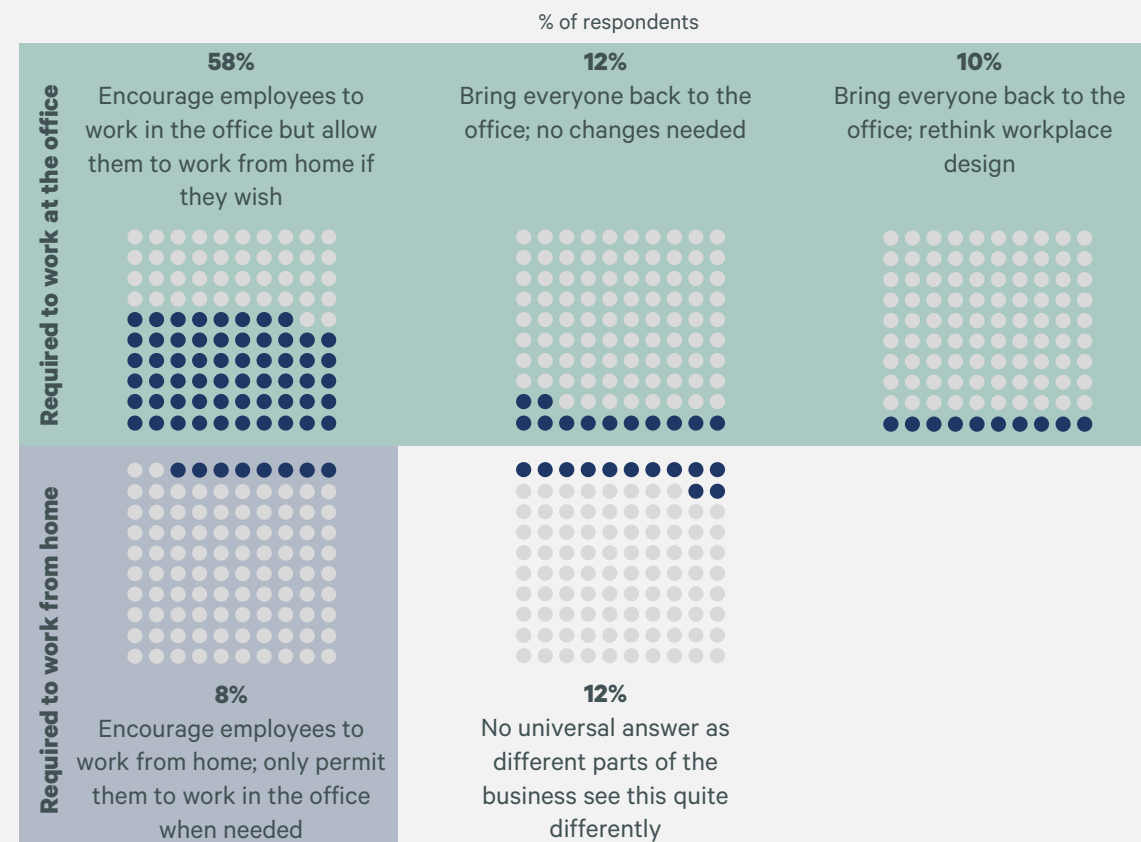 % of respondents
Required to work at the office
58%
Encourage employees to
work in the office but allow
them to work from home if
they wish
12%
Bring everyone back to the
office; no changes needed
10%
Bring everyone back to the
office; rethink workplace
design
Required to work from home
8%
Encourage employees to
work from home; only permit
them to work in the office
when needed
12%
No universal answer as
different parts of the
business see this quite
differently